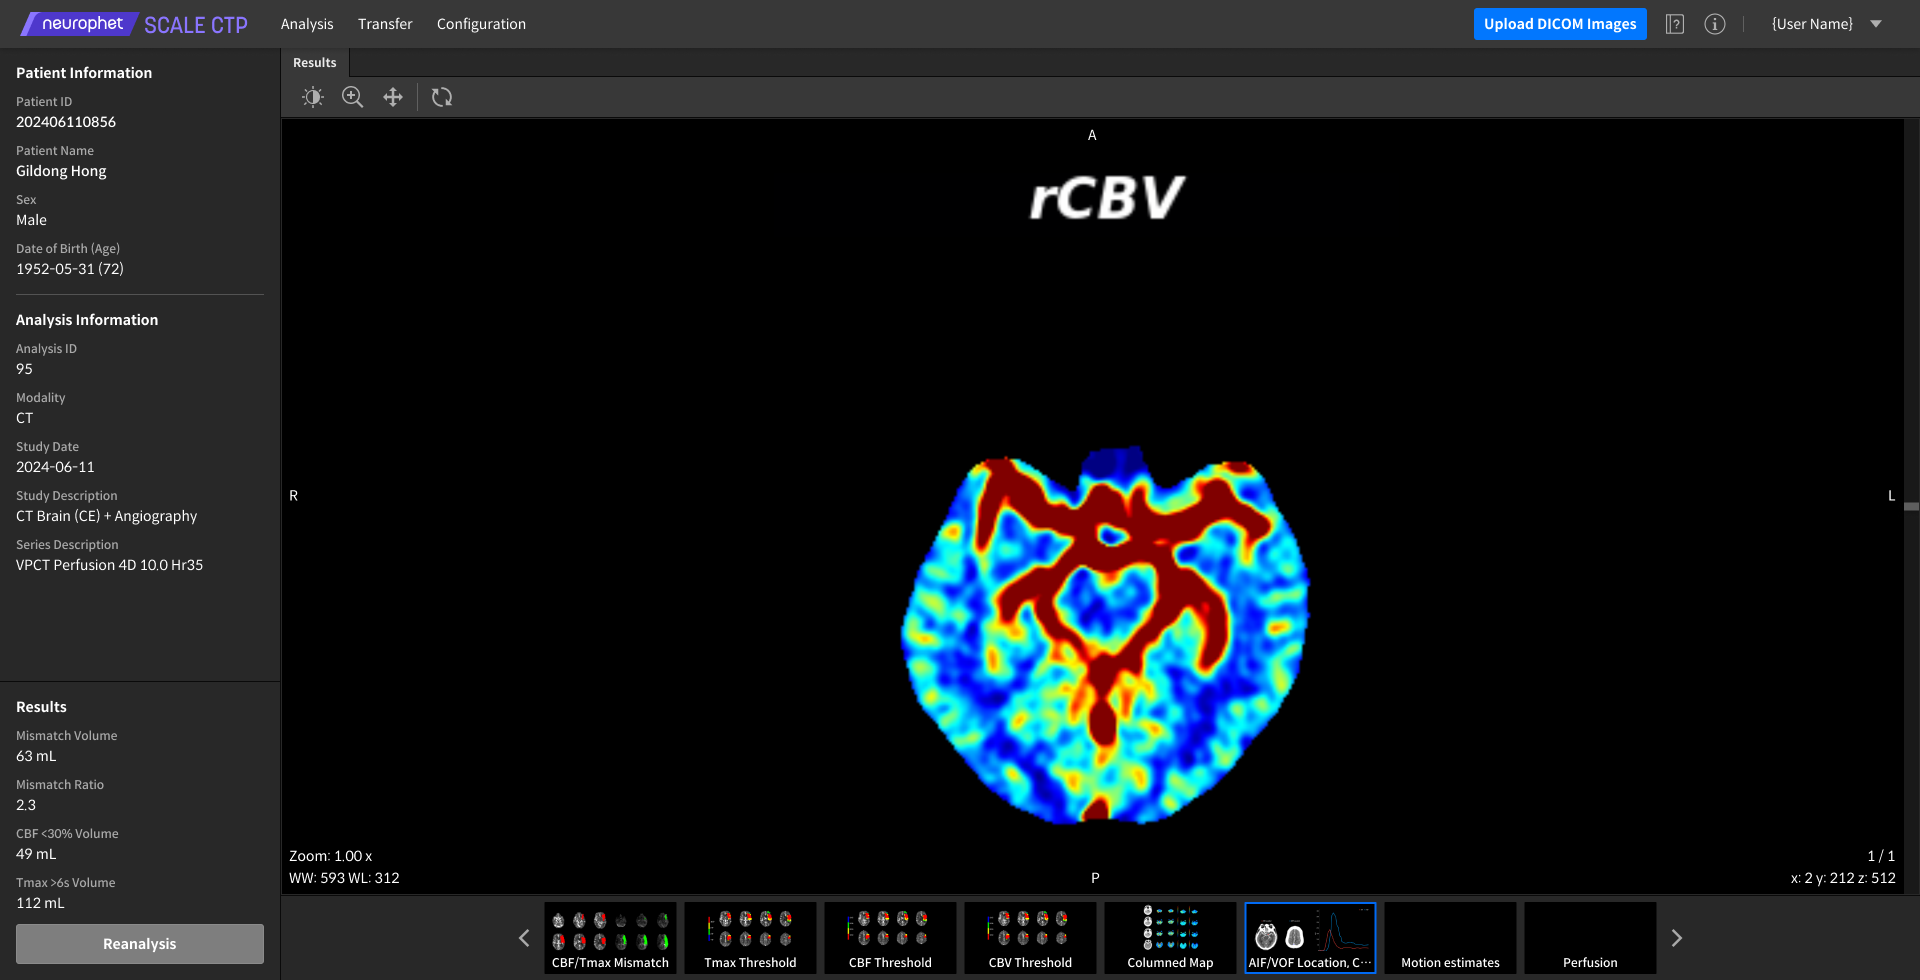 neurophet SCALE CTP
Analysis
Transfer
Configuration
Upload DICOM Images
{User Name}
Patient Information
Patient ID
202406110856
Patient Name
Gildong Hong
Sex
Male
Date of Birth (Age)
1952-05-31 (72)
Analysis Information
Analysis ID
95
Modality
CT
Study Date
2024-06-11
Study Description
CT Brain (CE) + Angiography
Series Description
VPCT Perfusion 4D 10.0 Hr35
Results
Mismatch Volume
63 mL
Mismatch Ratio
2.3
CBF <30% Volume
49 mL
Tmax >6s Volume
112 mL
Reanalysis
Results
A
rCBV
R
L
Zoom: 1.00 x
WW: 593 WL: 312
P
1 / 1
x: 2 y: 212 z: 512
CBF/Tmax Mismatch
Tmax Threshold
CBF Threshold
CBV Threshold
Columned Map
AIF/VOF Location, C···
Motion estimates
Perfusion